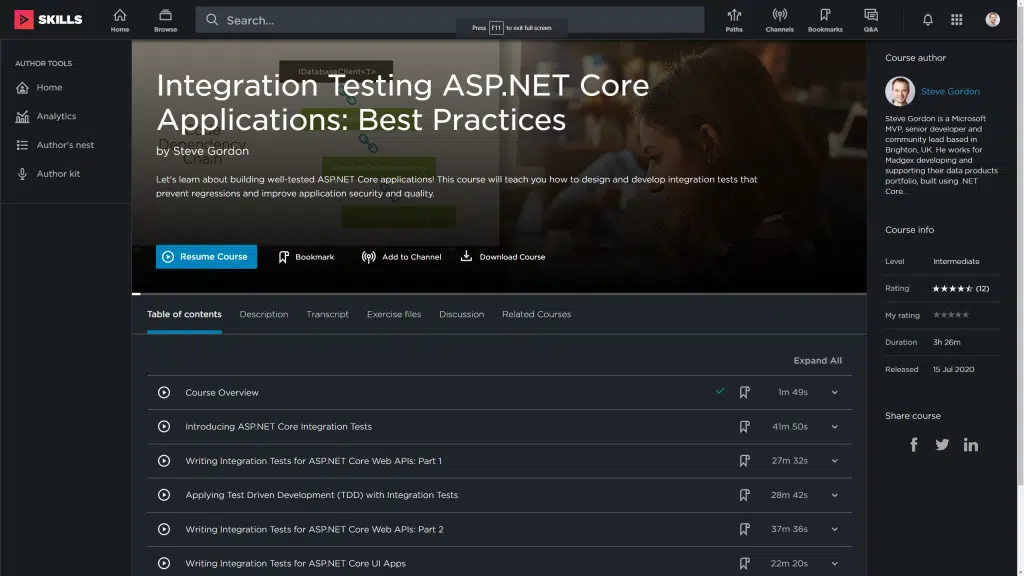 SKILLS
Home
Browse
Search...
Press F11 to exit full screen
Paths
Channels
Bookmarks
Q&A
AUTHOR TOOLS
Home
Analytics
Author's nest
Author kit
IDatabaseClient<T>
Integration Testing ASP.NET Core
Applications: Best Practices
Dependency
Chain
by Steve Gordon
Let's learn about building well-tested ASP.NET Core applications! This course will teach you how to design and develop integration tests that
prevent regressions and improve application security and quality.
Resume Course
Bookmark
Add to Channel
Download Course
Table of contents
Description
Transcript
Exercise files
Discussion
Related Courses
Expand All
Course Overview
1m 49s
Introducing ASP.NET Core Integration Tests
41m 50s
Writing Integration Tests for ASP.NET Core Web APIs: Part 1
27m 32s
Applying Test Driven Development (TDD) with Integration Tests
28m 42s
Writing Integration Tests for ASP.NET Core Web APIs: Part 2
37m 36s
Writing Integration Tests for ASP.NET Core UI Apps
22m 20s
Course author
Steve Gordon
Steve Gordon is a Microsoft
MVP, senior developer and
community lead based in
Brighton, UK. He works for
Madgex developing and
supporting their data products
portfolio, built using .NET
Core...
Course info
Level Intermediate
Rating ★★★★⯪ (12)
My rating ★★★★★
Duration 3h 26m
Released 15 Jul 2020
Share course